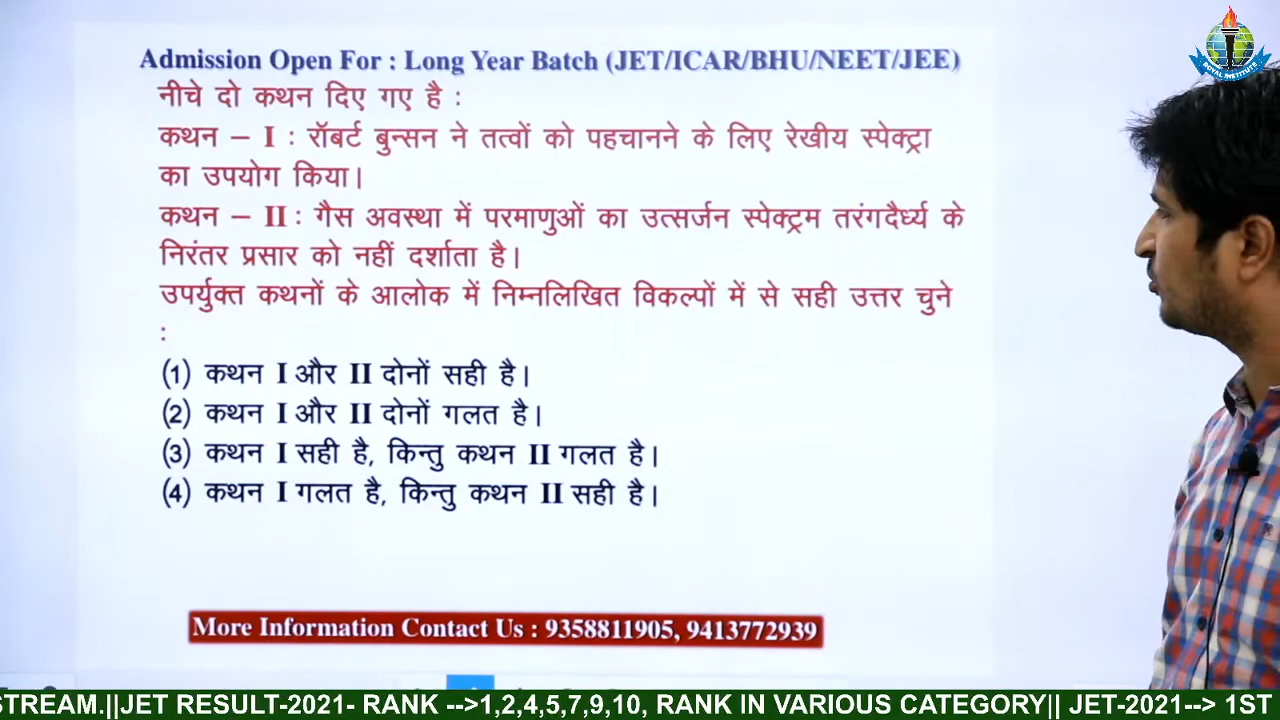 Admission Open For : Long Year Batch (JET/ICAR/BHU/NEET/JEE)
नीचे दो कथन दिए गए है :
कथन – I : रॉबर्ट बुन्सन ने तत्वों को पहचानने के लिए रेखीय स्पेक्ट्रा
का उपयोग किया।
कथन – II : गैस अवस्था में परमाणुओं का उत्सर्जन स्पेक्ट्रम तरंगदैर्ध्य के
निरंतर प्रसार को नहीं दर्शाता है।
उपर्युक्त कथनों के आलोक में निम्नलिखित विकल्पों में से सही उत्तर चुने
:
(1) कथन I और II दोनों सही है।
(2) कथन I और II दोनों गलत है।
(3) कथन I सही है, किन्तु कथन II गलत है।
(4) कथन I गलत है, किन्तु कथन II सही है।
More Information Contact Us : 9358811905, 9413772939
STREAM.||JET RESULT-2021- RANK -->1,2,4,5,7,9,10, RANK IN VARIOUS CATEGORY|| JET-2021--> 1ST
ROYAL INSTITUTE